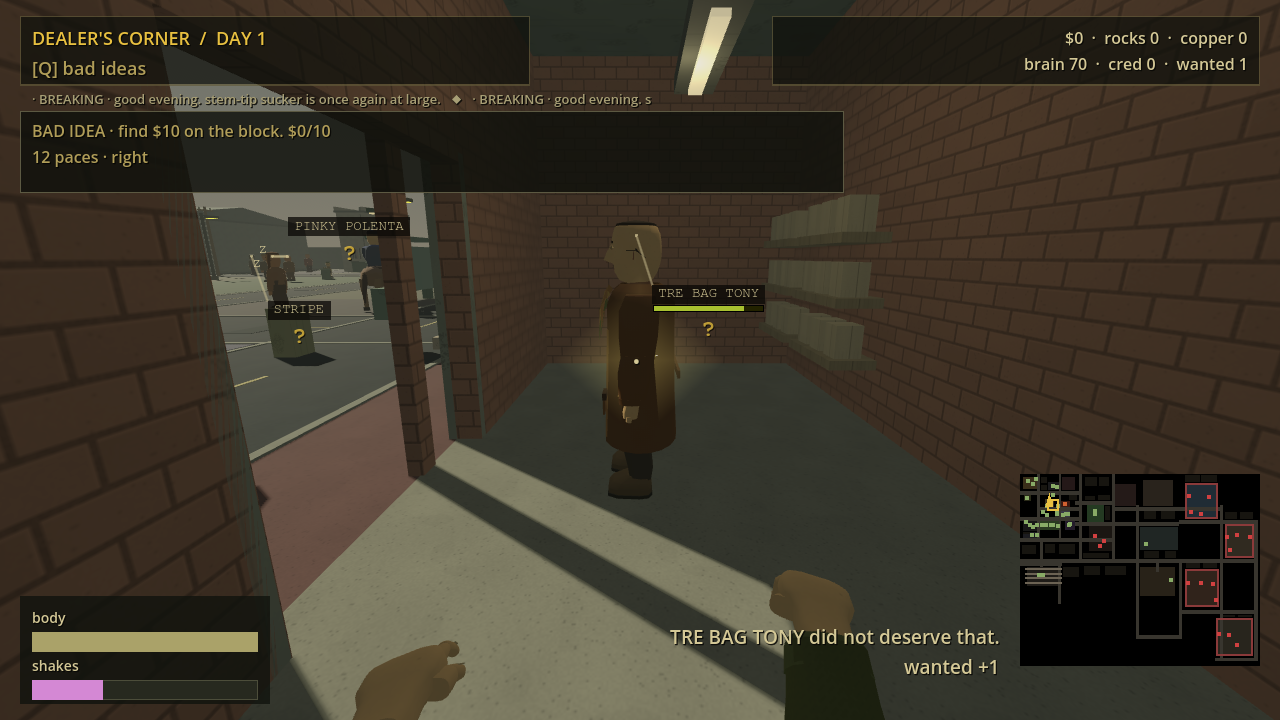 DEALER'S CORNER / DAY 1
[Q] bad ideas
$0 · rocks 0 · copper 0
brain 70 · cred 0 · wanted 1
· BREAKING · good evening. stem-tip sucker is once again at large. ◆ · BREAKING · good evening. s
BAD IDEA · find $10 on the block. $0/10
12 paces · right
PINKY POLENTA
?
Z
Z
STRIPE
?
TRE BAG TONY
?
body
shakes
TRE BAG TONY did not deserve that.
wanted +1